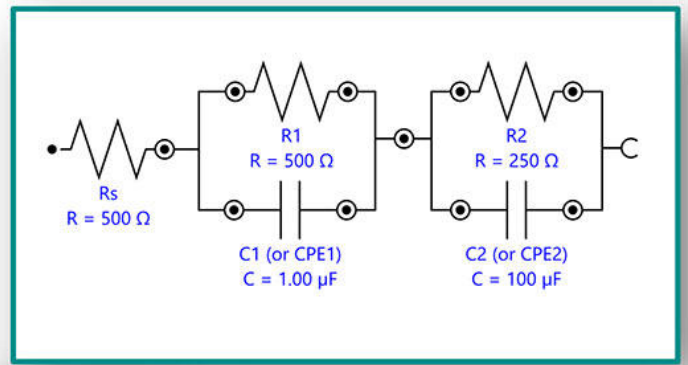 R1
R = 500 Ω
R2
R = 250 Ω
Rs
R = 500 Ω
C1 (or CPE1)
C = 1.00 µF
C2 (or CPE2)
C = 100 µF